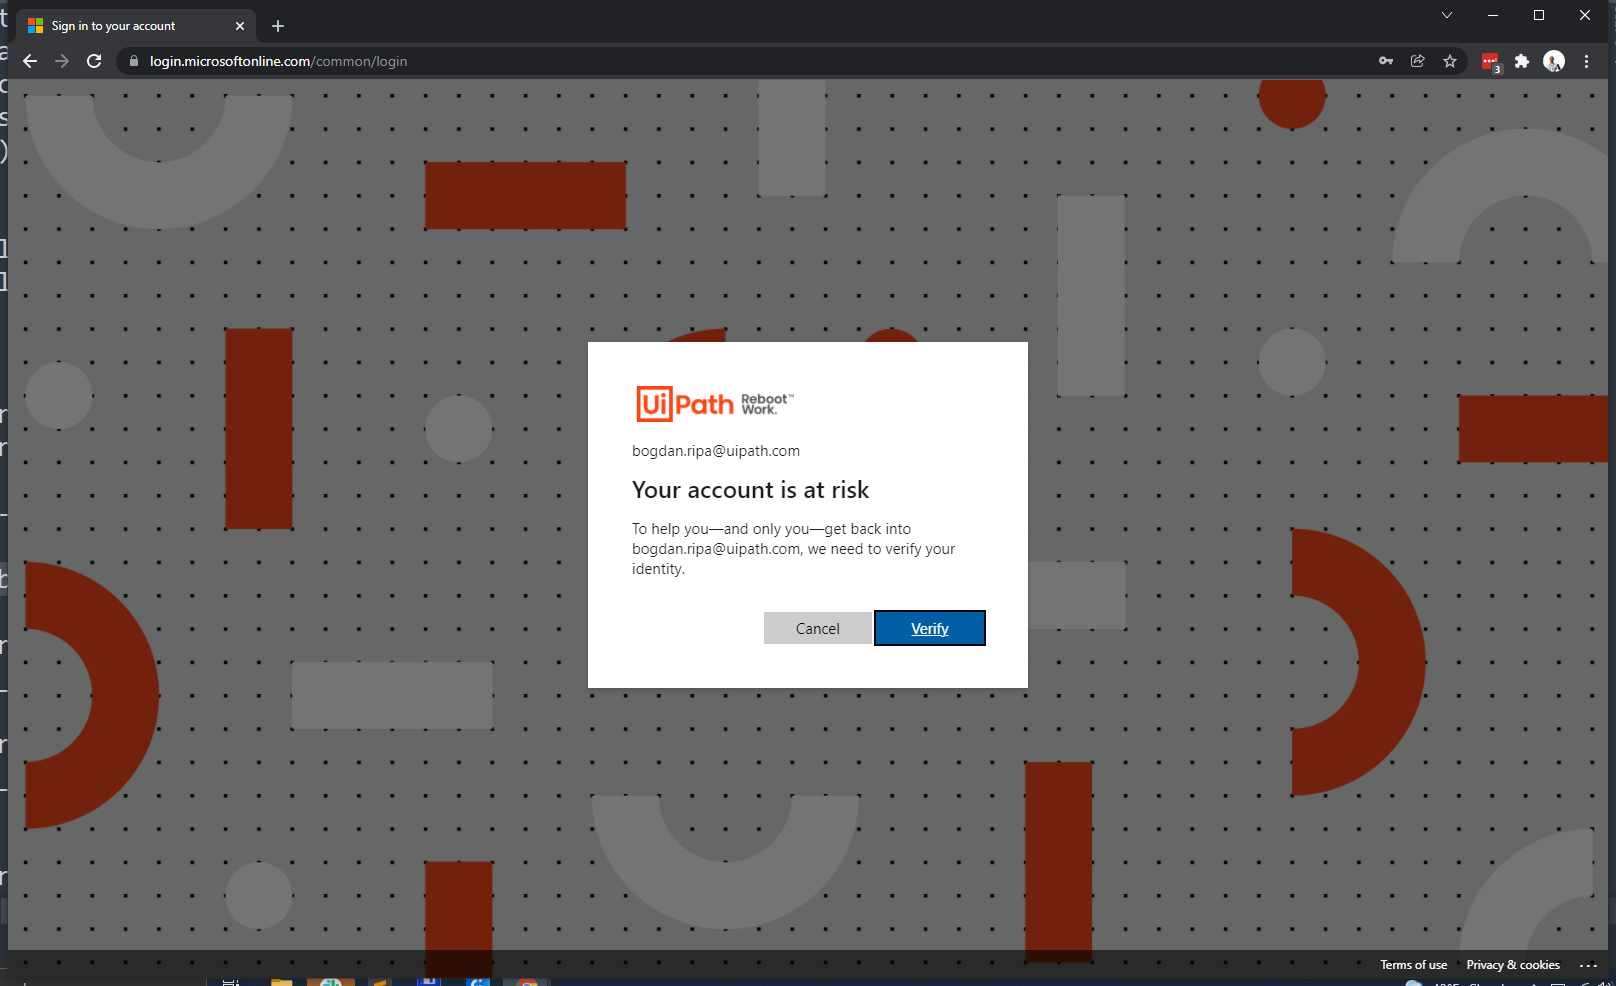 Sign in to your account
login.microsoftonline.com/common/login
3
UiPath Reboot™
Work.
bogdan.ripa@uipath.com
Your account is at risk
To help you—and only you—get back into
bogdan.ripa@uipath.com, we need to verify your
identity.
Cancel
Verify
Terms of use
Privacy & cookies
...